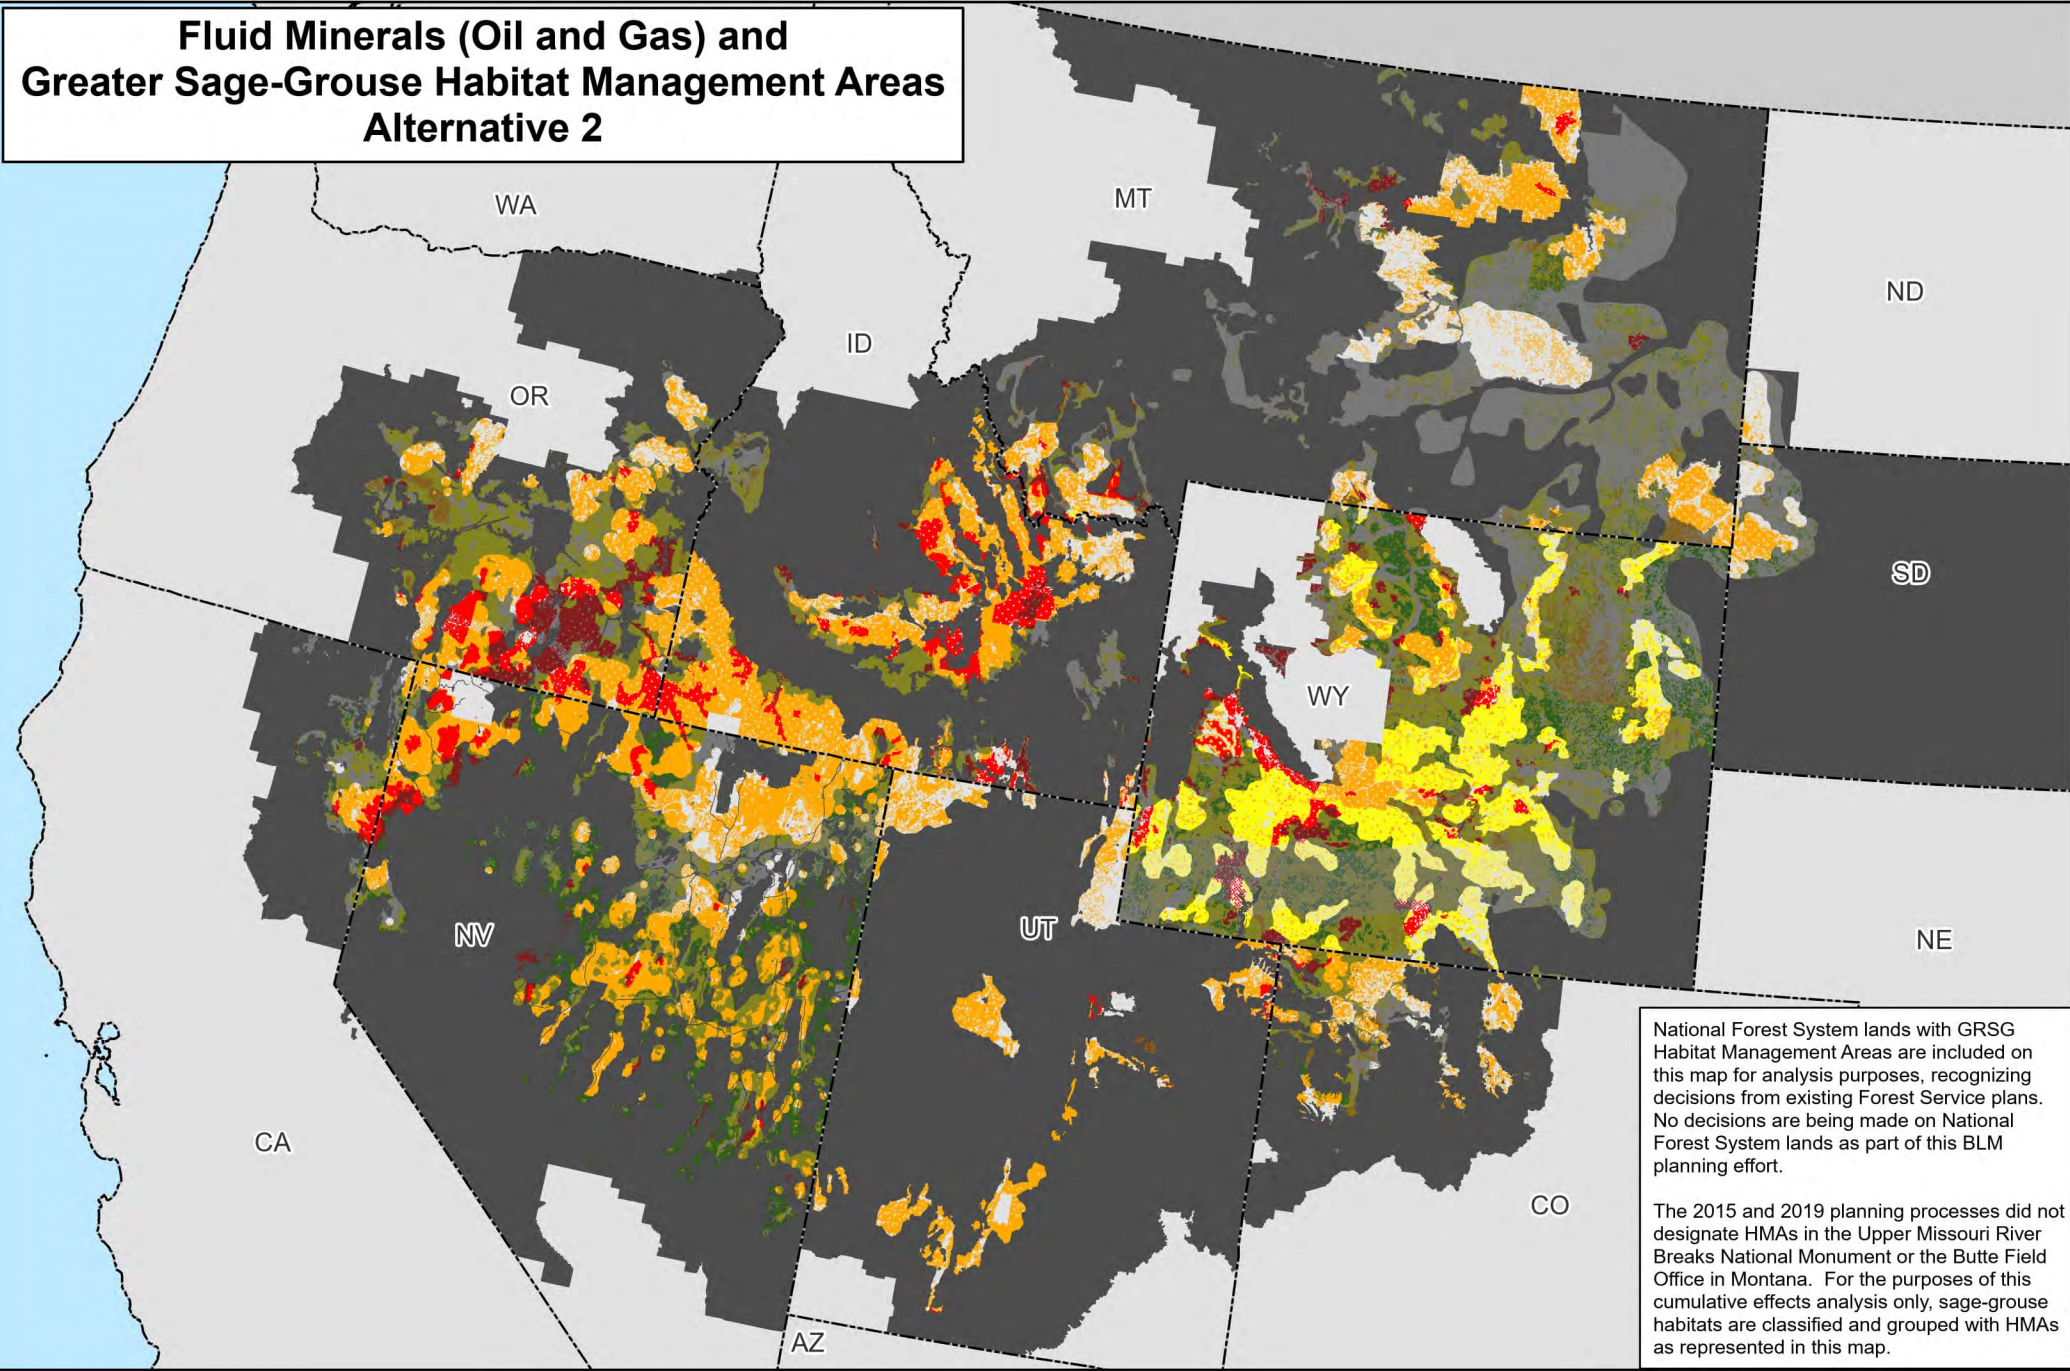 Fluid Minerals (Oil and Gas) and
Greater Sage-Grouse Habitat Management Areas
Alternative 2
WA
MT
ND
ID
OR
SD
WY
NV
UT
NE
CA
CO
AZ
National Forest System lands with GRSG
Habitat Management Areas are included on
this map for analysis purposes, recognizing
decisions from existing Forest Service plans.
No decisions are being made on National
Forest System lands as part of this BLM
planning effort.
The 2015 and 2019 planning processes did not
designate HMAs in the Upper Missouri River
Breaks National Monument or the Butte Field
Office in Montana. For the purposes of this
cumulative effects analysis only, sage-grouse
habitats are classified and grouped with HMAs
as represented in this map.